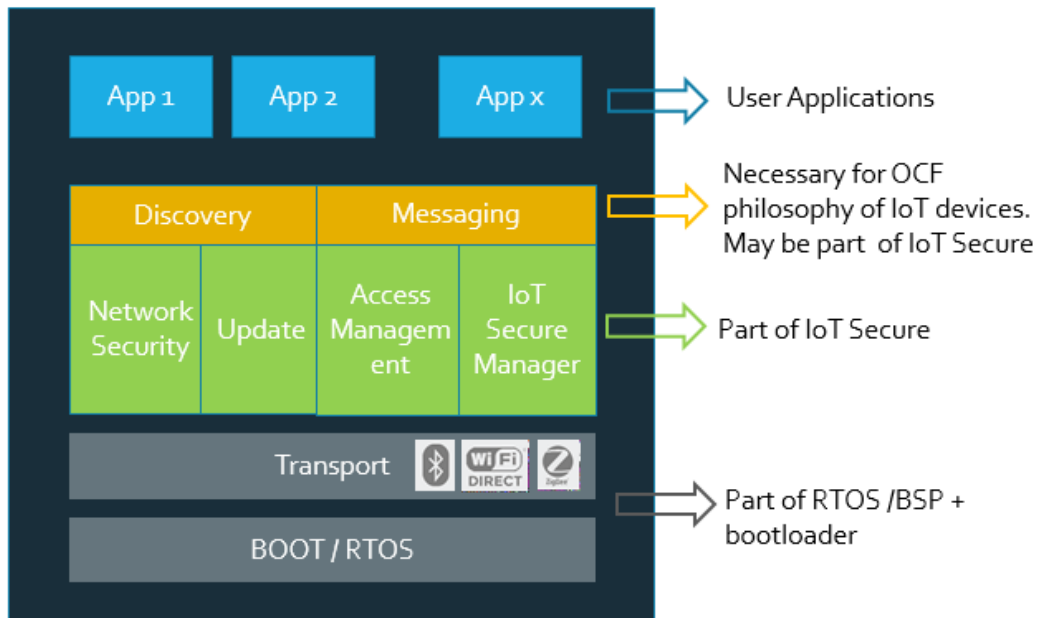 App 1
App 2
App x
User Applications
Discovery
Messaging
Necessary for OCF
philosophy of IoT devices.
May be part of IoT Secure
Network
Security
Update
Access
Managem
ent
IoT
Secure
Manager
Part of IoT Secure
Transport
WiFi
DIRECT
ZigBee
Part of RTOS /BSP +
bootloader
BOOT / RTOS